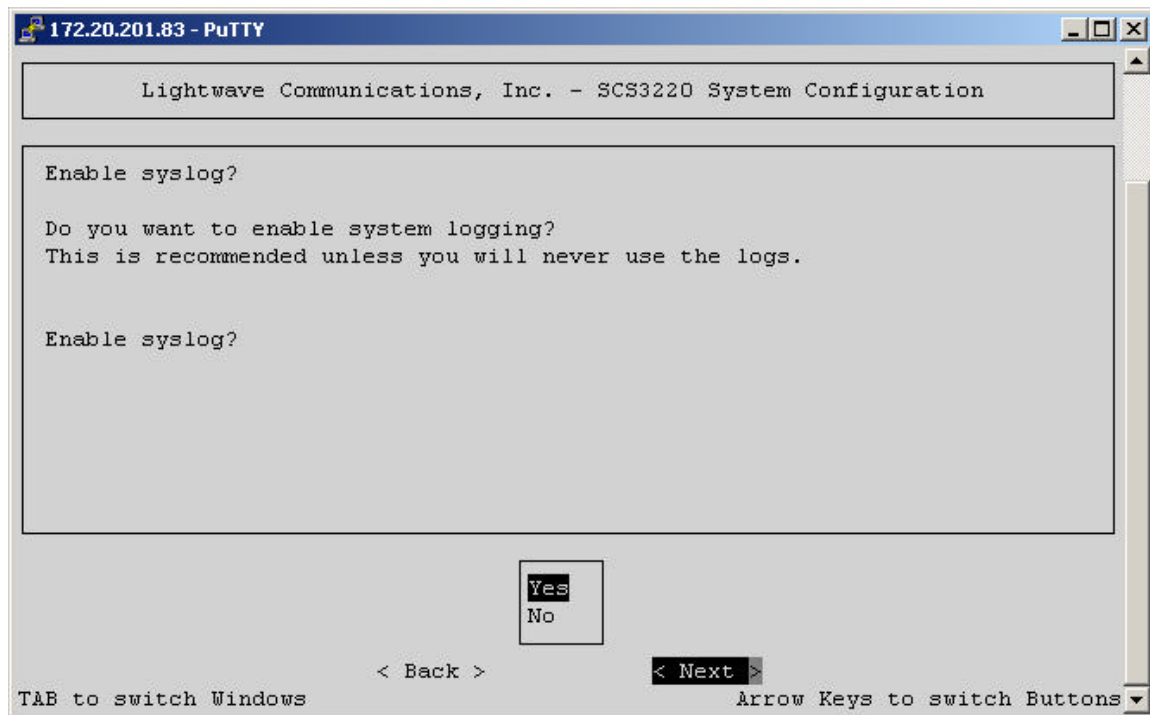 172.20.201.83 - PuTTY
Lightwave Communications, Inc. - SCS3220 System Configuration
Enable syslog?
Do you want to enable system logging?
This is recommended unless you will never use the logs.
Enable syslog?
Yes
No
< Back > < Next >
TAB to switch Windows Arrow Keys to switch Buttons